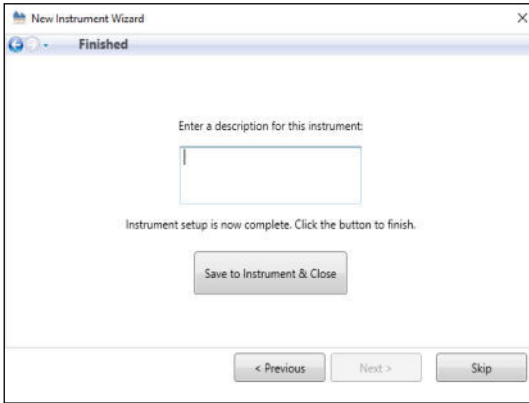 New Instrument Wizard
Finished
Enter a description for this instrument:
Instrument setup is now complete. Click the button to finish.
Save to Instrument & Close
< Previous
Next >
Skip